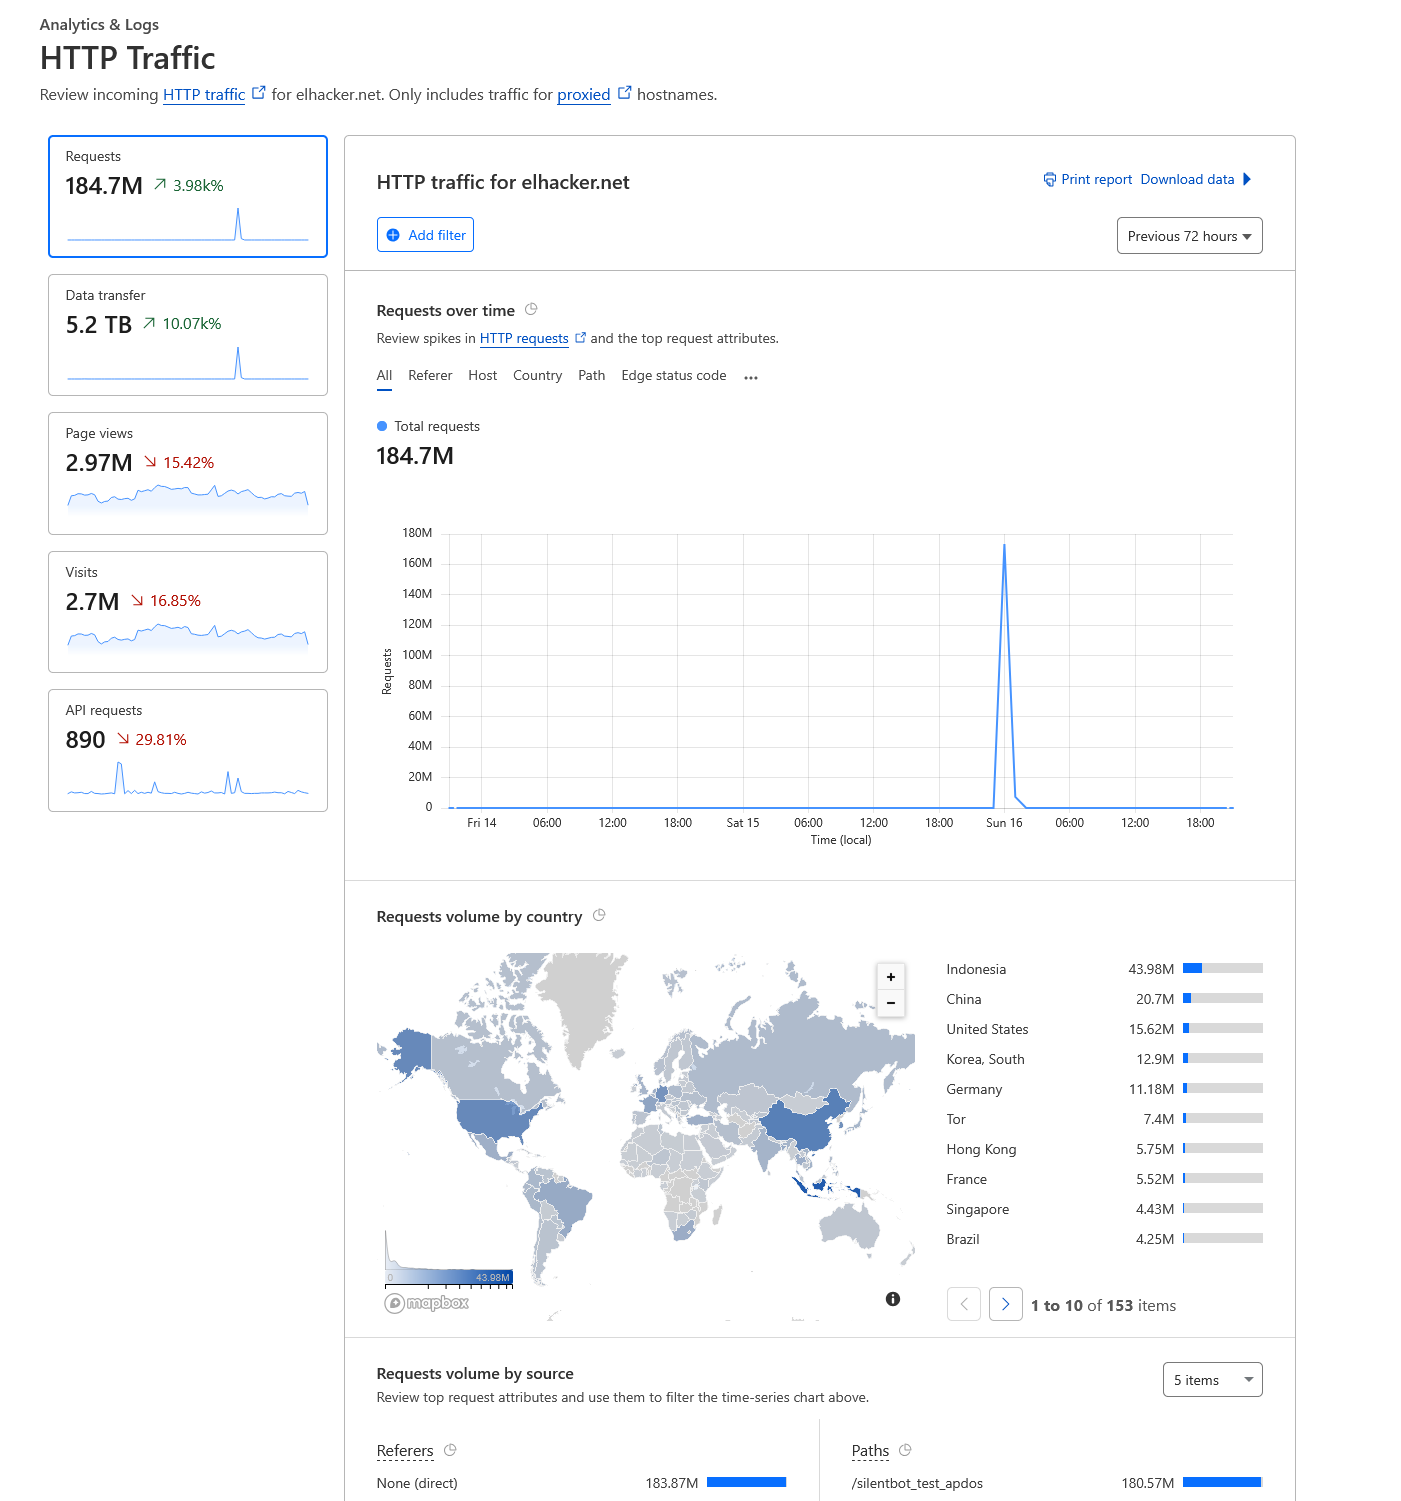 Analytics & Logs
HTTP Traffic
Review incoming HTTP traffic for elhacker.net. Only includes traffic for proxied hostnames.
Requests
184.7M 3.98k%
Data transfer
5.2 TB 10.07k%
Page views
2.97M 15.42%
Visits
2.7M 16.85%
API requests
890 29.81%
HTTP traffic for elhacker.net
Print report Download data
Add filter
Previous 72 hours
Requests over time
Review spikes in HTTP requests and the top request attributes.
All Referer Host Country Path Edge status code ...
Total requests
184.7M
180M
160M
140M
120M
100M
80M
60M
40M
20M
0
Requests
Fri 14 06:00 12:00 18:00 Sat 15 06:00 12:00 18:00 Sun 16 06:00 12:00 18:00
Time (local)
Requests volume by country
+
−
0 43.98M
mapbox
Indonesia 43.98M
China 20.7M
United States 15.62M
Korea, South 12.9M
Germany 11.18M
Tor 7.4M
Hong Kong 5.75M
France 5.52M
Singapore 4.43M
Brazil 4.25M
1 to 10 of 153 items
Requests volume by source
Review top request attributes and use them to filter the time-series chart above.
5 items
Referers
None (direct) 183.87M
Paths
/silentbot_test_apdos 180.57M